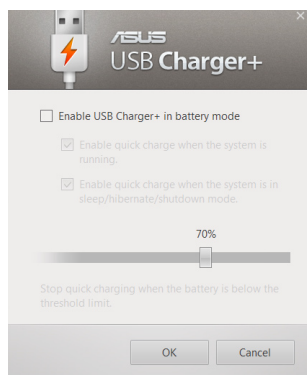 ASUS
USB Charger+
Enable USB Charger+ in battery mode
Enable quick charge when the system is
running.
Enable quick charge when the system is in
sleep/hibernate/shutdown mode.
70%
Stop quick charging when the battery is below the
threshold limit.
OK
Cancel